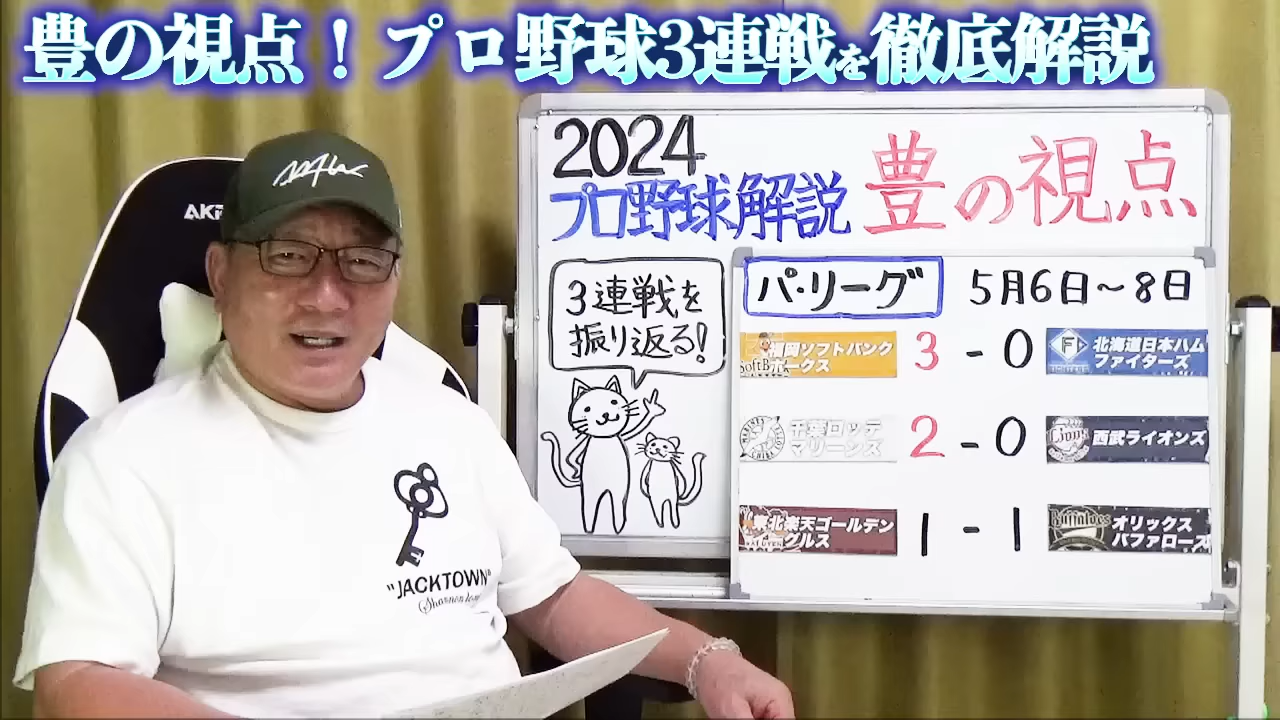 豊の視点！プロ野球3連戦を徹底解説
2024
プロ野球解説 豊の視点
3連戦を
振り返る!
パ・リーグ 5月6日～8日
福岡ソフトバンク
ホークス
3 - 0
北海道日本ハム
ファイターズ
千葉ロッテ
マリーンズ
2 - 0
Lions
西武ライオンズ
東北楽天ゴールデン
グルス
1 - 1
Buffaloes
オリックス
バファローズ
"JACKTOWN"